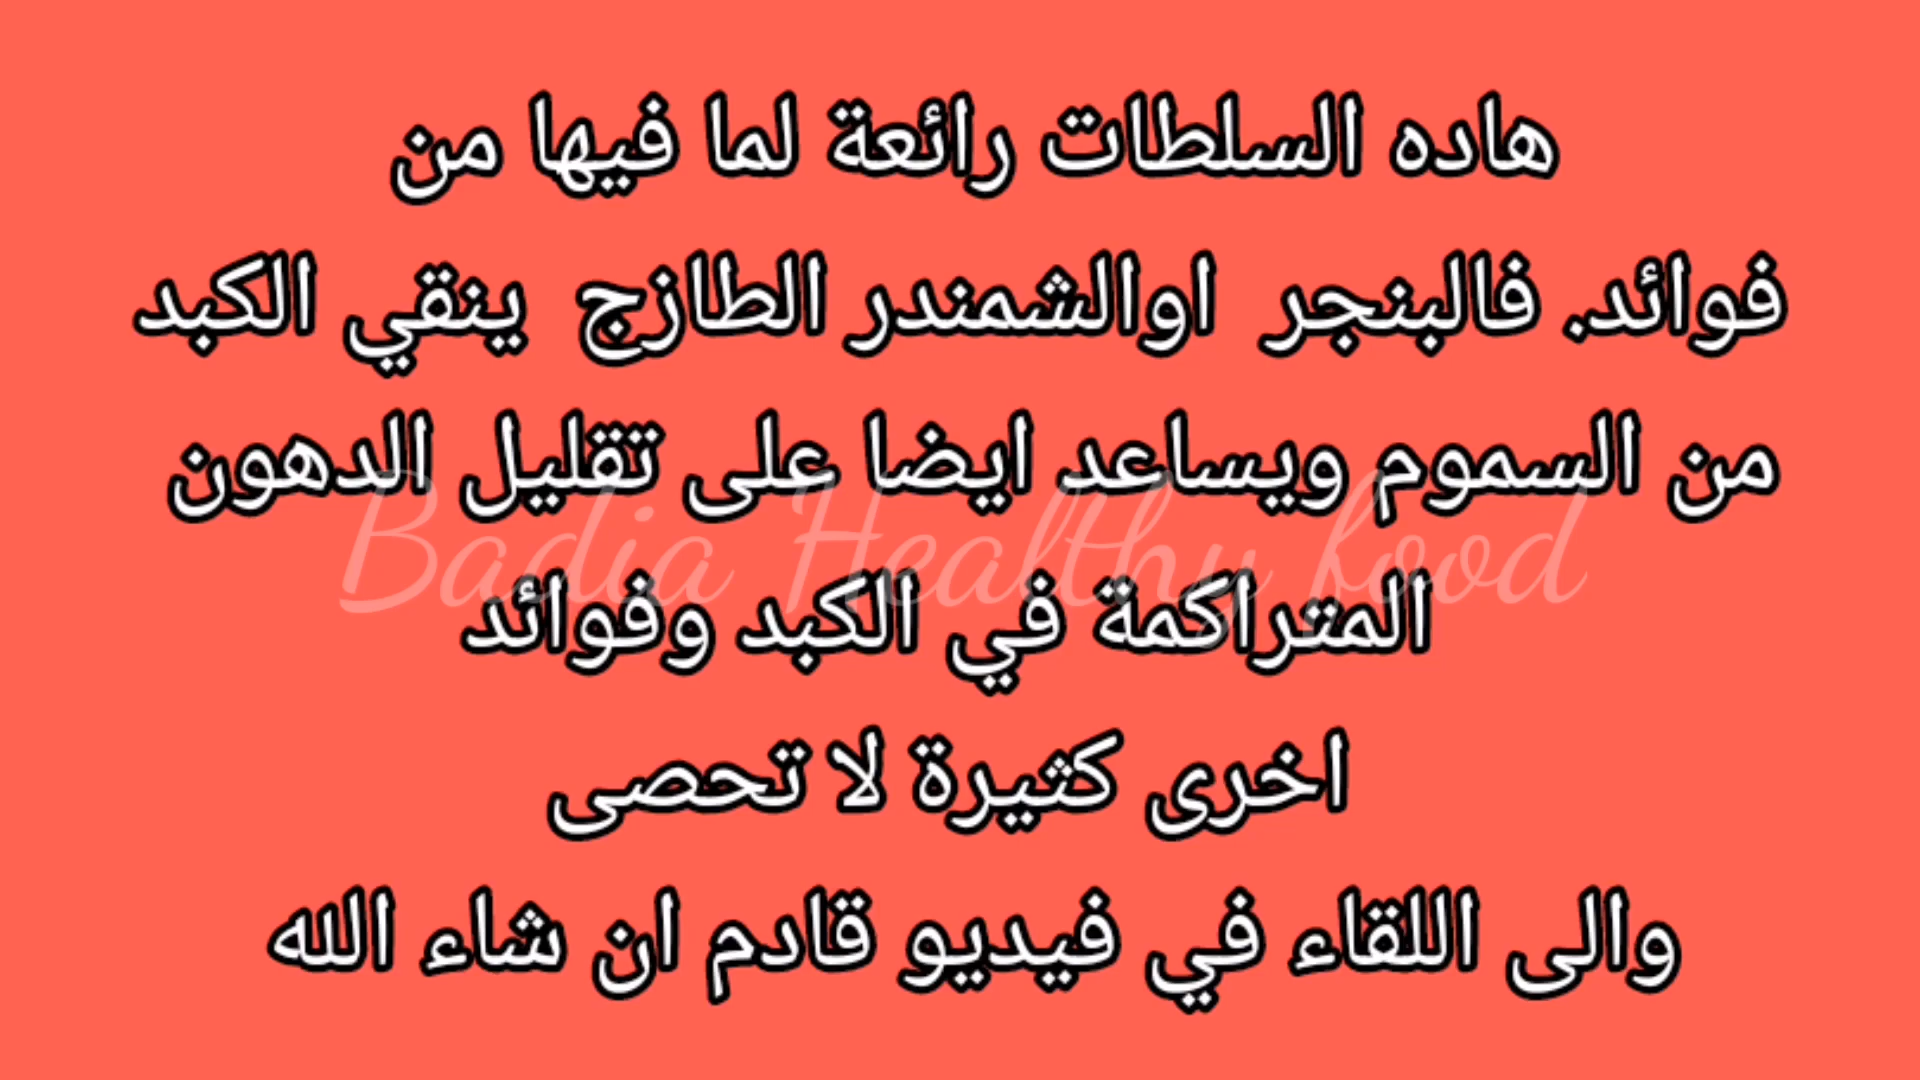 هاده السلطات رائعة لما فيها من
فوائد. فالبنجر اوالشمندر الطازج ينقي الكبد
من السموم ويساعد ايضا على تقليل الدهون
Badia Healthy food
المتراكمة في الكبد وفوائد
اخرى كثيرة لا تحصى
والى اللقاء في فيديو قادم ان شاء الله